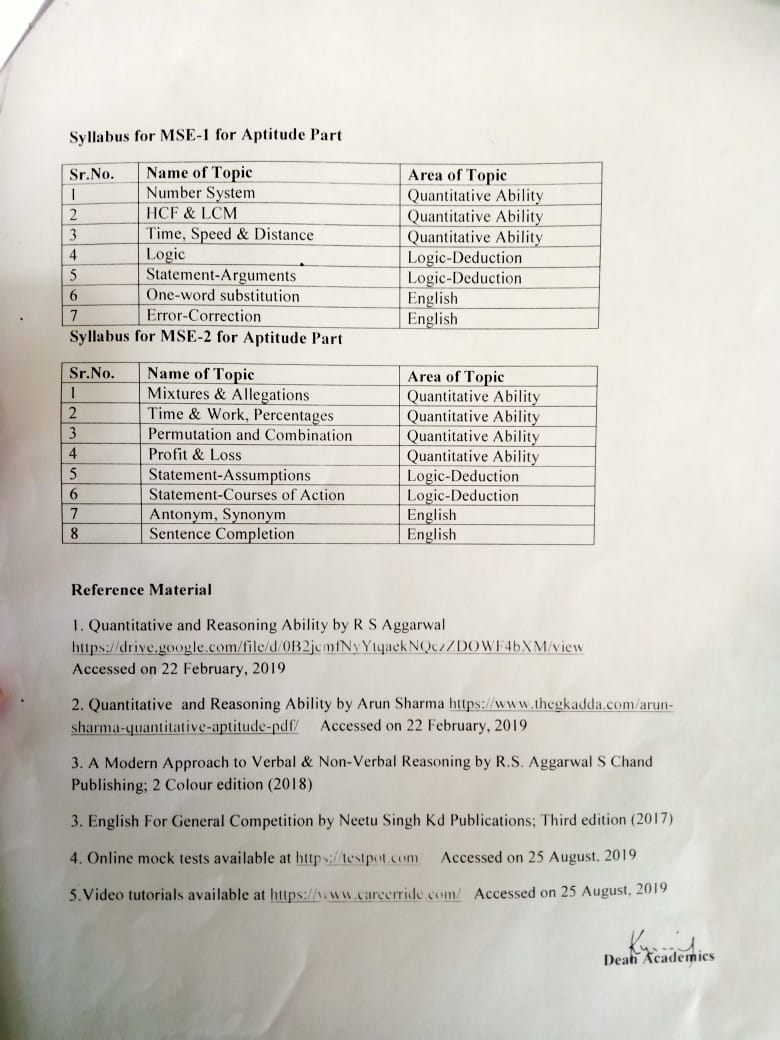 Syllabus for MSE-1 for Aptitude Part
Sr.No. Name of Topic Area of Topic
1 Number System Quantitative Ability
2 HCF & LCM Quantitative Ability
3 Time, Speed & Distance Quantitative Ability
4 Logic Logic-Deduction
5 Statement-Arguments Logic-Deduction
6 One-word substitution English
7 Error-Correction English
Syllabus for MSE-2 for Aptitude Part
Sr.No. Name of Topic Area of Topic
1 Mixtures & Allegations Quantitative Ability
2 Time & Work, Percentages Quantitative Ability
3 Permutation and Combination Quantitative Ability
4 Profit & Loss Quantitative Ability
5 Statement-Assumptions Logic-Deduction
6 Statement-Courses of Action Logic-Deduction
7 Antonym, Synonym English
8 Sentence Completion English
Reference Material
1. Quantitative and Reasoning Ability by R S Aggarwal
Accessed on 22 February, 2019
2. Quantitative and Reasoning Ability by Arun Sharma https://www.thegkadda.com/arun-
sharma-quantitative-aptitude-pdf/ Accessed on 22 February, 2019
3. A Modern Approach to Verbal & Non-Verbal Reasoning by R.S. Aggarwal S Chand
Publishing; 2 Colour edition (2018)
3. English For General Competition by Neetu Singh Kd Publications; Third edition (2017)
4. Online mock tests available at https://testpot.com Accessed on 25 August, 2019
5.Video tutorials available at https://www.careerride.com/ Accessed on 25 August, 2019
Dean Academics